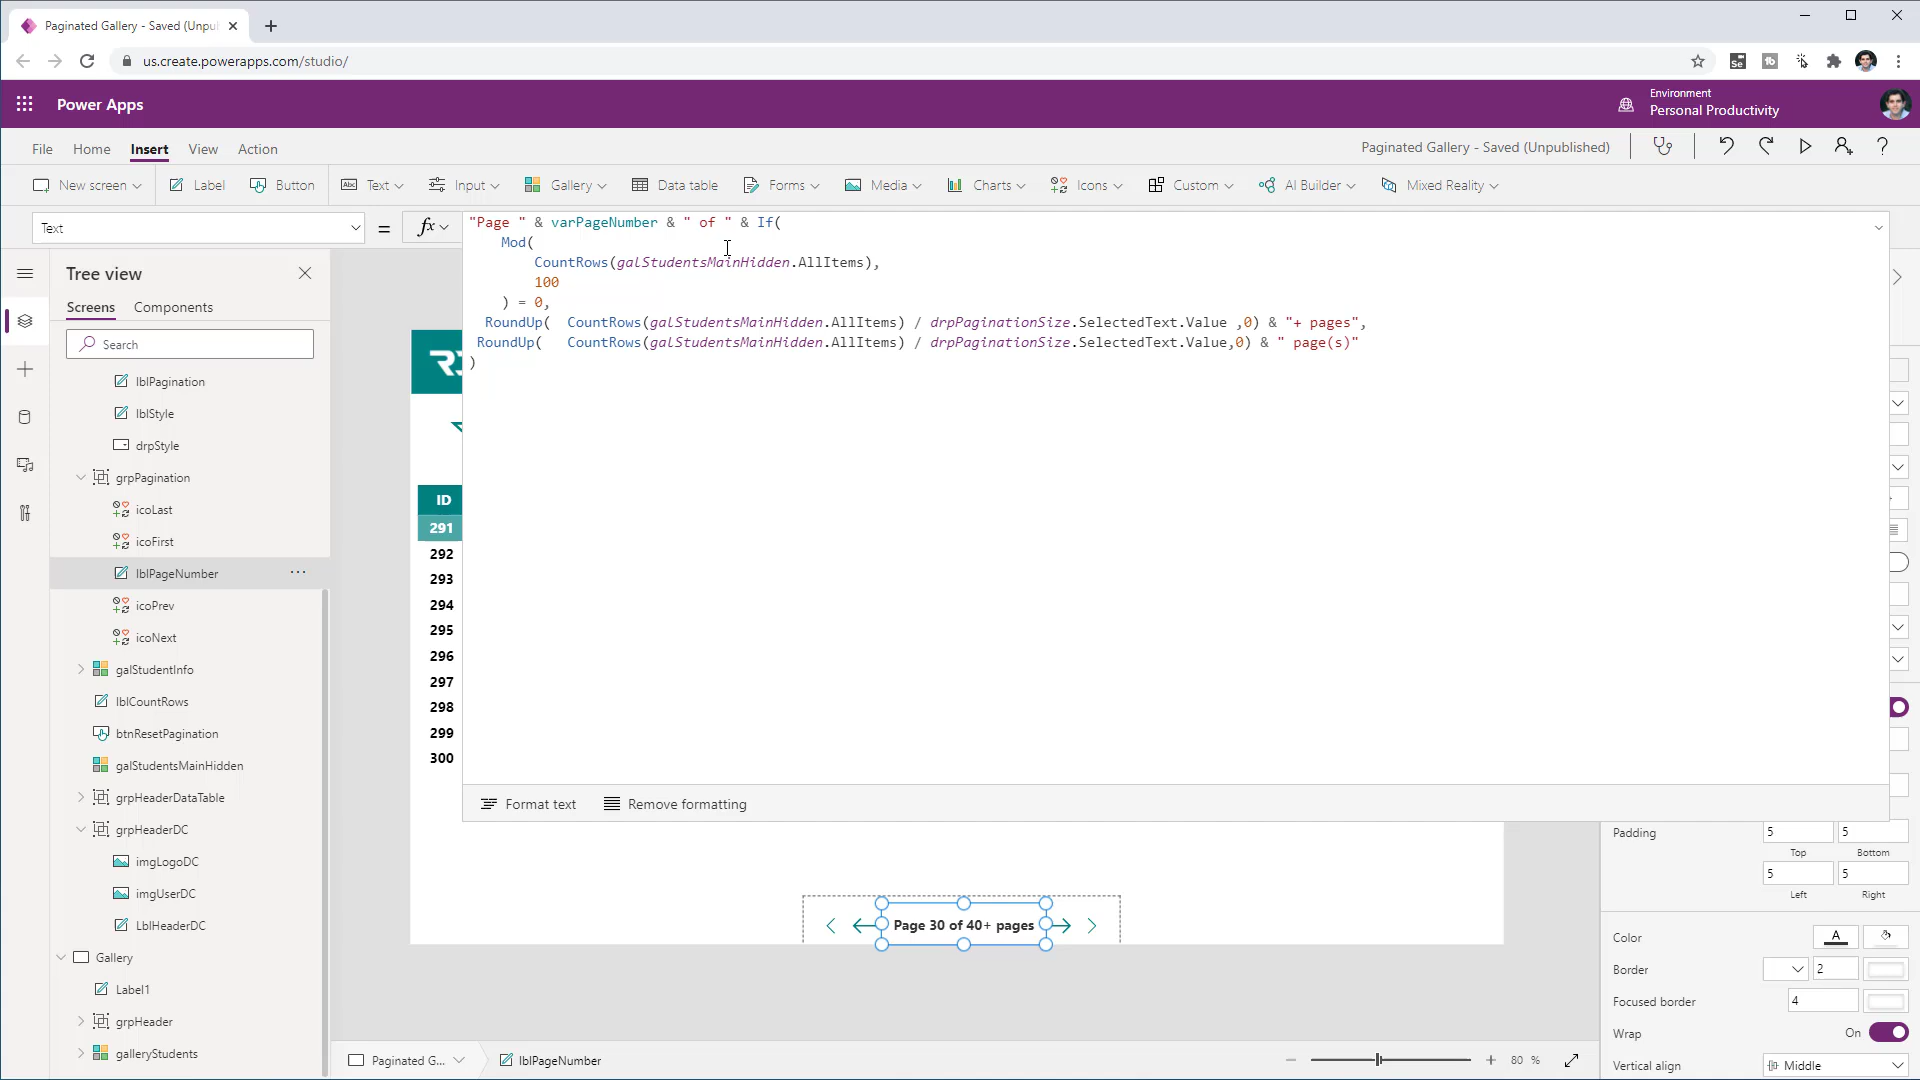 Paginated Gallery - Saved (Unpu
us.create.powerapps.com/studio/
Power Apps
Environment
Personal Productivity
File Home Insert View Action
Paginated Gallery - Saved (Unpublished)
New screen Label Button Text Input Gallery Data table Forms Media Charts Icons Custom AI Builder Mixed Reality
Text = fx
"Page " & varPageNumber & " of " & If(
Mod(
CountRows(galStudentsMainHidden.AllItems),
100
) = 0,
RoundUp( CountRows(galStudentsMainHidden.AllItems) / drpPaginationSize.SelectedText.Value ,0) & "+ pages",
RoundUp( CountRows(galStudentsMainHidden.AllItems) / drpPaginationSize.SelectedText.Value,0) & " page(s)"
)
Format text Remove formatting
Tree view
Screens Components
Search
lblPagination
lblStyle
drpStyle
grpPagination
icoLast
icoFirst
lblPageNumber
icoPrev
icoNext
galStudentInfo
lblCountRows
btnResetPagination
galStudentsMainHidden
grpHeaderDataTable
grpHeaderDC
imgLogoDC
imgUserDC
LblHeaderDC
Gallery
Label1
grpHeader
galleryStudents
ID
291
292
293
294
295
296
297
298
299
300
Page 30 of 40+ pages
Padding 5 5
Top Bottom
5 5
Left Right
Color A
Border 2
Focused border 4
Wrap On
Vertical align Middle
Paginated G... lblPageNumber
80 %